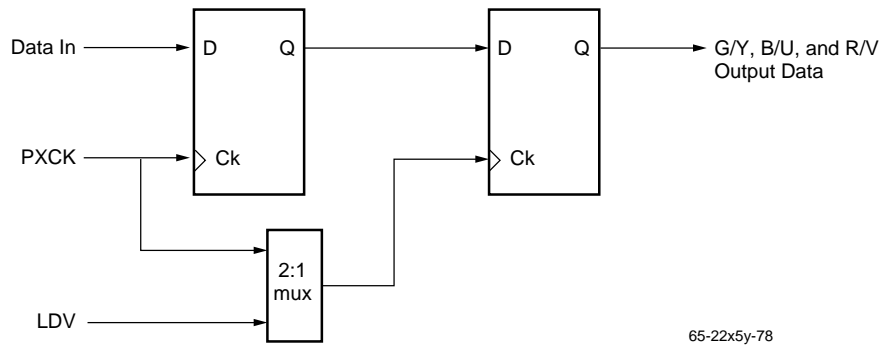 Data In
D
Q
D
Q
G/Y, B/U, and R/V
Output Data
PXCK
Ck
Ck
2:1
mux
LDV
65-22x5y-78